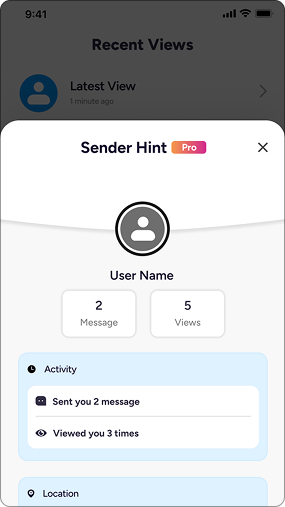 9:41
Recent Views
Latest View
1 minute ago
Sender Hint Pro
User Name
2
Message
5
Views
Activity
Sent you 2 message
Viewed you 3 times
Location